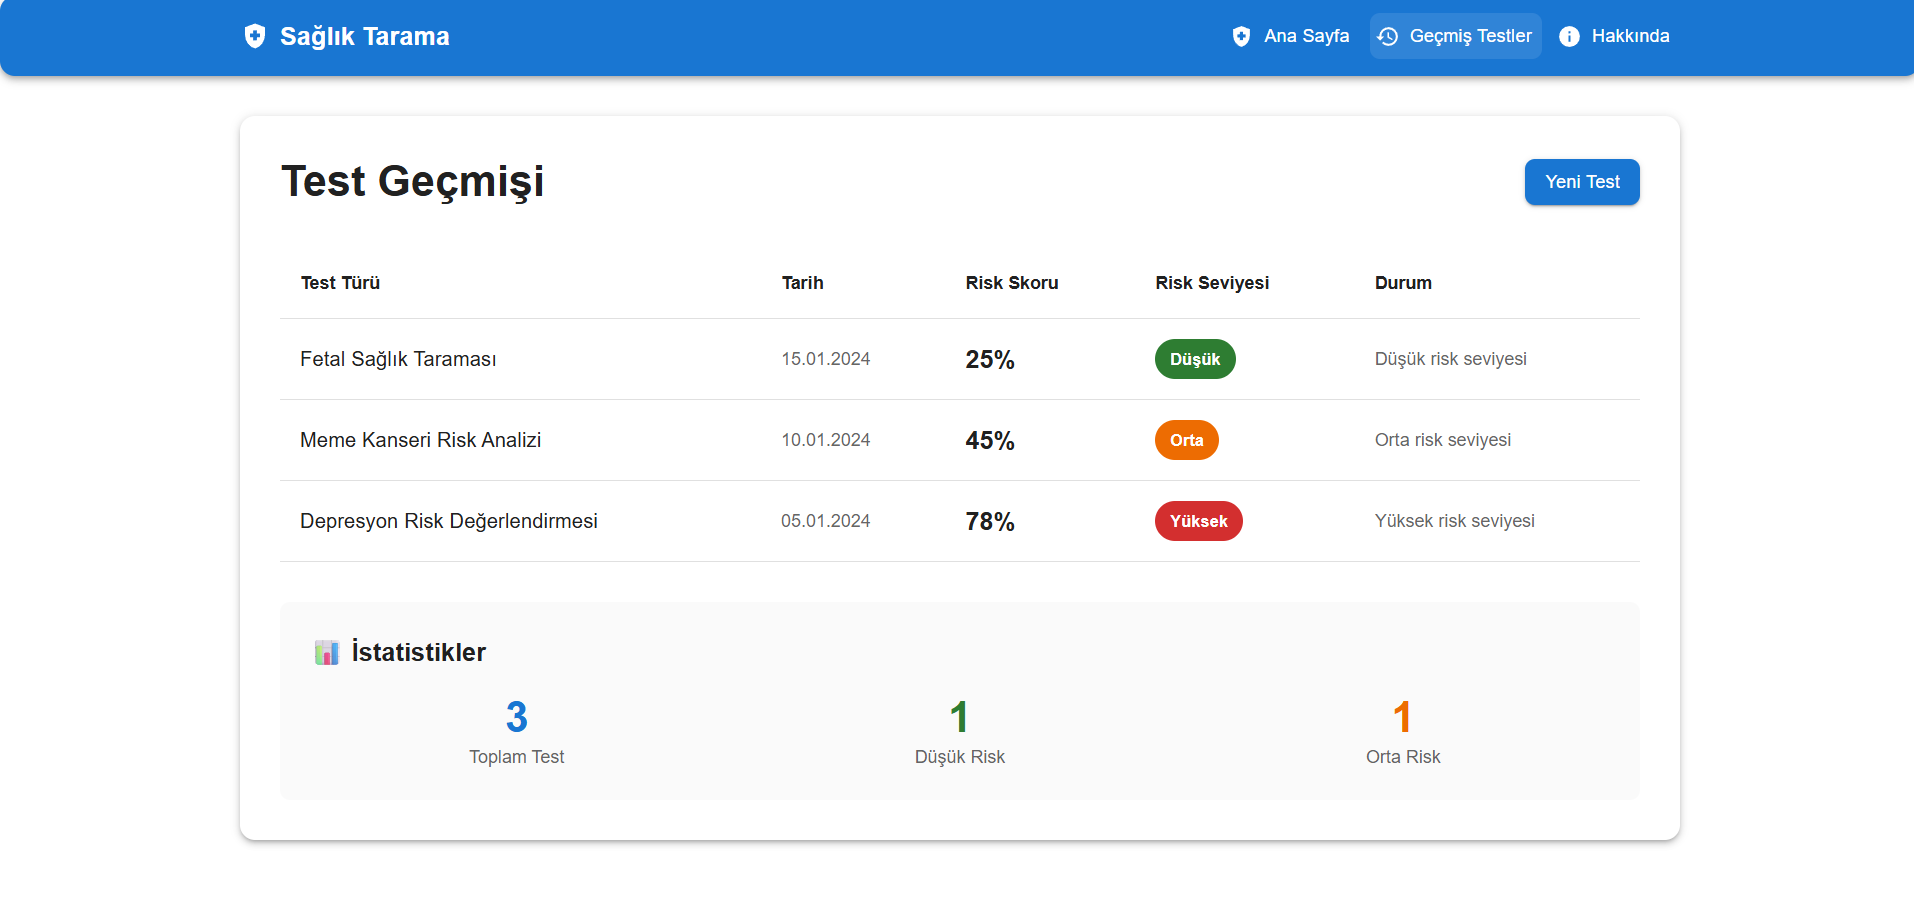 Sağlık Tarama
Ana Sayfa
Geçmiş Testler
Hakkında
Test Geçmişi
Yeni Test
Test Türü Tarih Risk Skoru Risk Seviyesi Durum
Fetal Sağlık Taraması 15.01.2024 25% Düşük Düşük risk seviyesi
Meme Kanseri Risk Analizi 10.01.2024 45% Orta Orta risk seviyesi
Depresyon Risk Değerlendirmesi 05.01.2024 78% Yüksek Yüksek risk seviyesi
İstatistikler
3 1 1
Toplam Test Düşük Risk Orta Risk